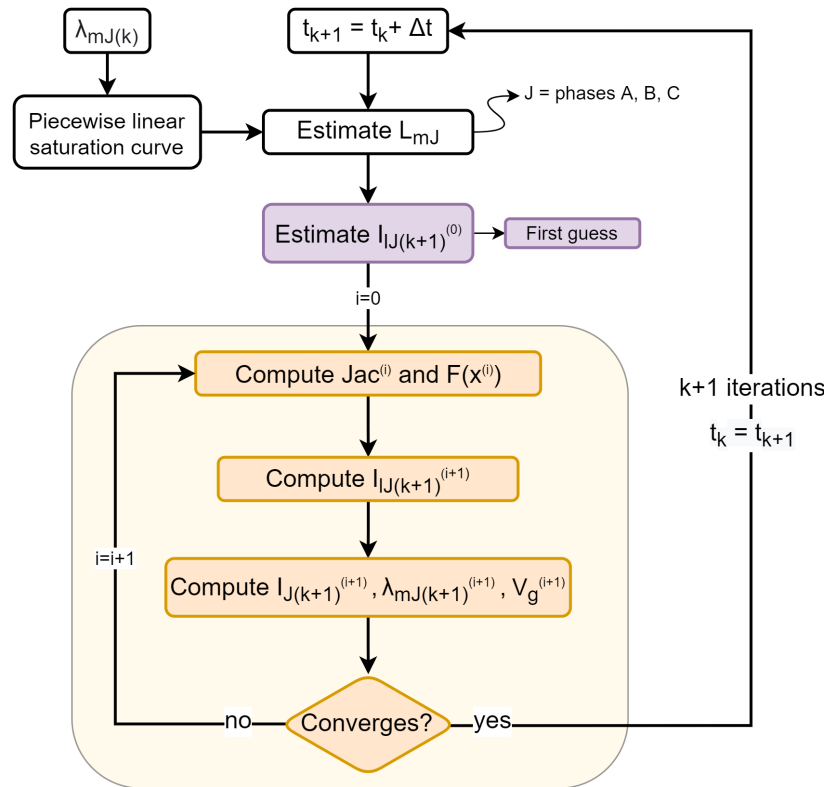 λmJ(k)
tk+1 = tk+ Δt
J = phases A, B, C
Piecewise linear
saturation curve
Estimate LmJ
Estimate IlJ(k+1)(0)
First guess
i=0
Compute Jac(i) and F(x(i))
k+1 iterations
tk = tk+1
Compute IlJ(k+1)(i+1)
i=i+1
Compute IJ(k+1)(i+1), λmJ(k+1)(i+1), Vg(i+1)
no
Converges?
yes